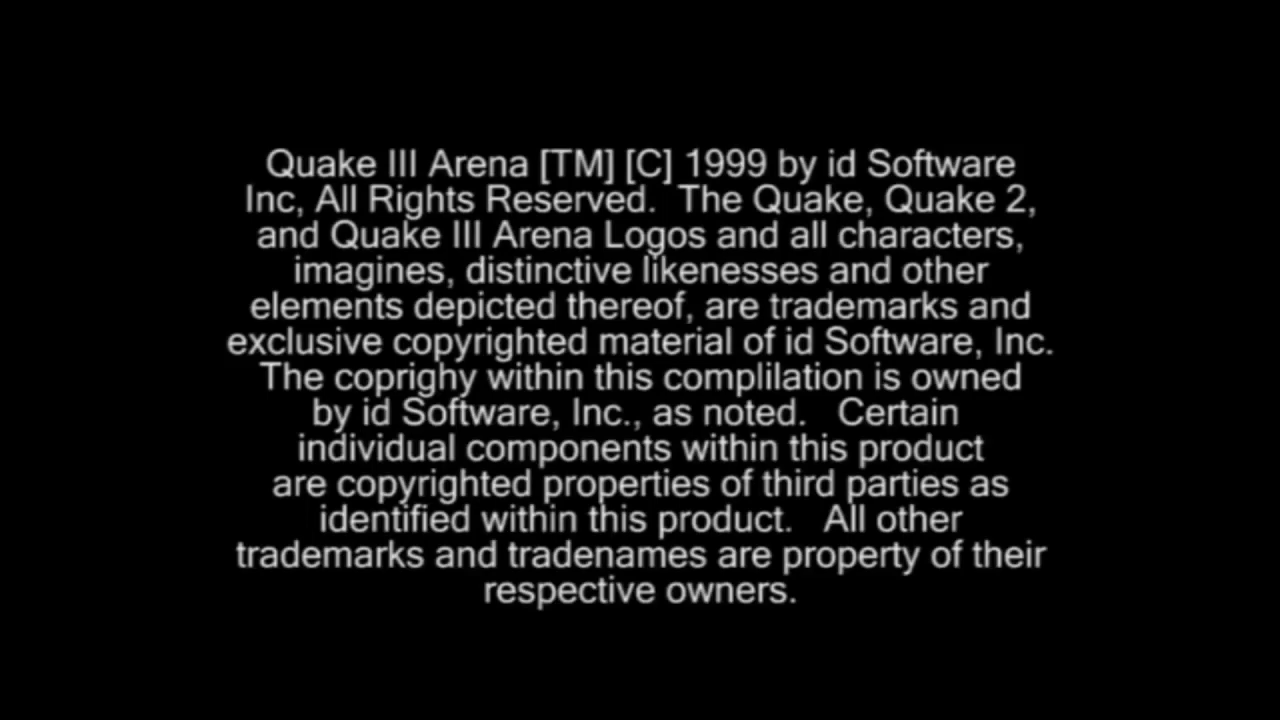 Quake III Arena [TM] [C] 1999 by id Software
Inc, All Rights Reserved.  The Quake, Quake 2,
and Quake III Arena Logos and all characters,
imagines, distinctive likenesses and other
elements depicted thereof, are trademarks and
exclusive copyrighted material of id Software, Inc.
The coprighy within this complilation is owned
by id Software, Inc., as noted.   Certain
individual components within this product
are copyrighted properties of third parties as
identified within this product.   All other
trademarks and tradenames are property of their
respective owners.